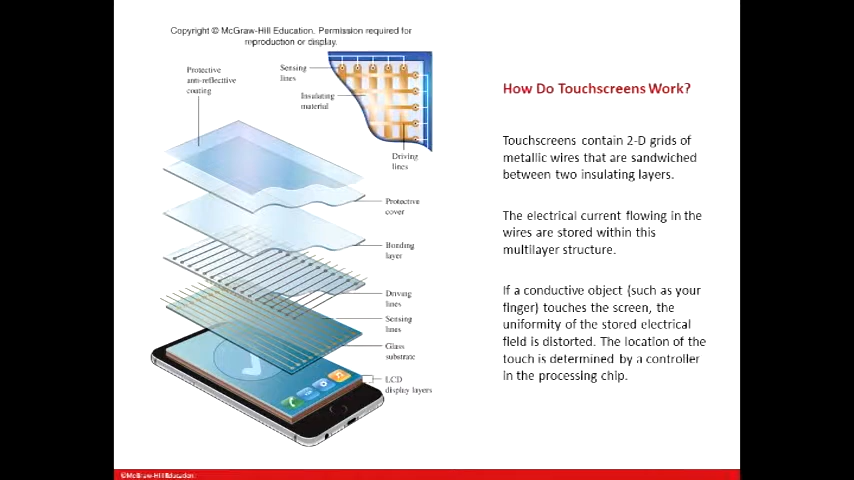 Copyright © McGraw-Hill Education. Permission required for
reproduction or display.
Protective
anti-reflecttive
coating
Sensing
lines
Insulating
material
Driving
lines
Protective
cover
Bonding
layer
Driving
lines
Sensing
lines
Glass
substrate
LCD
display layers
How Do Touchscreens Work?
Touchscreens contain 2-D grids of
metallic wires that are sandwiched
between two insulating layers.
The electrical current flowing in the
wires are stored within this
multilayer structure.
If a conductive object (such as your
finger) touches the screen, the
uniformity of the stored electrical
field is distorted. The location of the
touch is determined by a controller
in the processing chip.
©McGraw-Hill Education